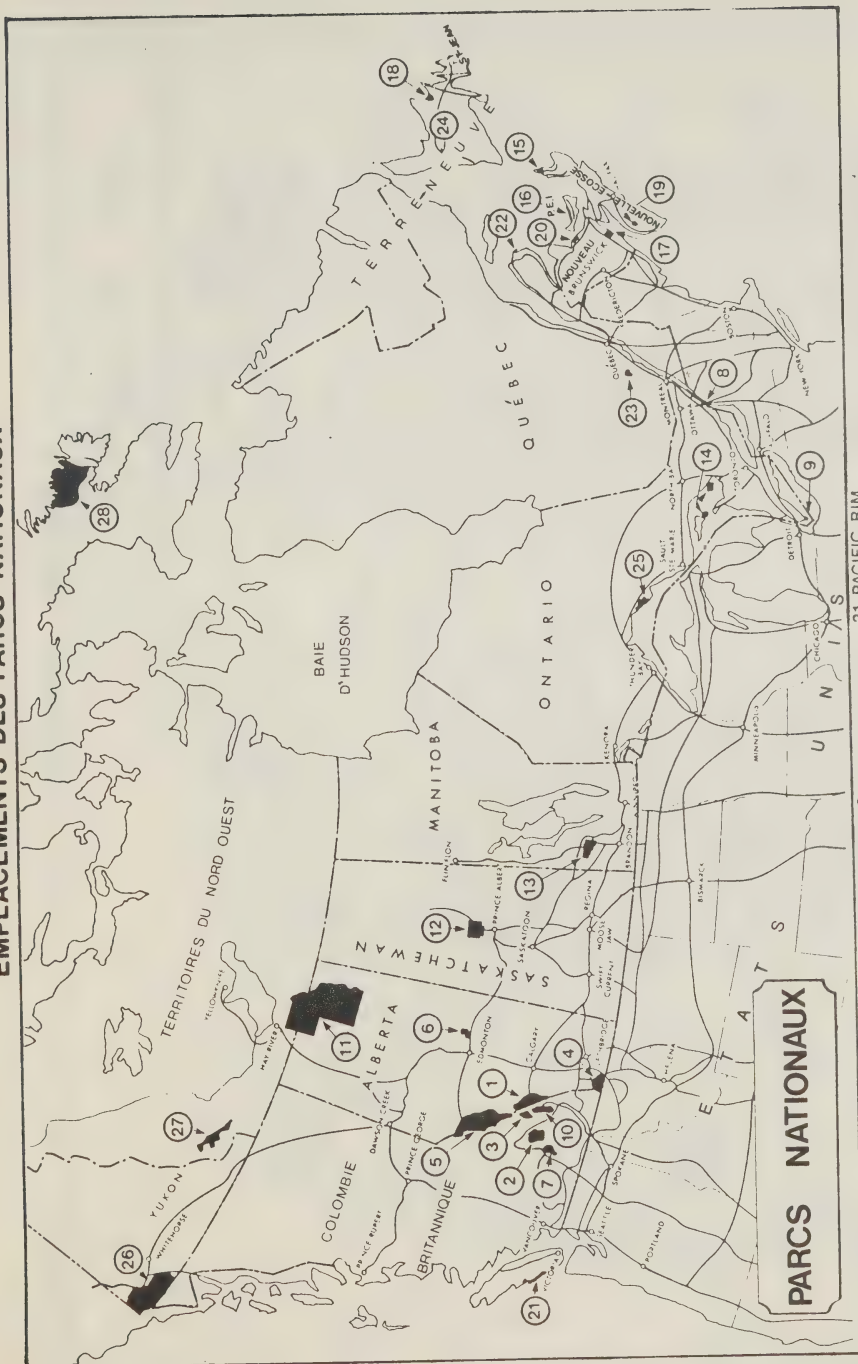 EMPLACEMENTS DES PARCS NATIONAUX
28
26
27
YUKON
WHITEHORSE
TERRITOIRES DU NORD OUEST
YELLOWKNIFE
HAY RIVER
11
BAIE
D'HUDSON
TERRE-NEUVE
18
24
ST-JEAN
COLOMBIE
BRITANNIQUE
PRINCE RUPERT
PRINCE GEORGE
DAWSON CREEK
ALBERTA
EDMONTON
CALGARY
LETHBRIDGE
6
5
1
3
2
10
7
4
21
VICTORIA
VANCOUVER
SASKATCHEWAN
PRINCE ALBERT
SASKATOON
REGINA
MOOSE
JAW
SWIFT
CURRENT
12
13
MANITOBA
FLIN FLON
BRANDON
WINNIPEG
ONTARIO
KENORA
THUNDER
BAY
SAULT
STE-MARIE
NORTH BAY
TORONTO
OTTAWA
25
14
9
8
QUÉBEC
QUÉBEC
MONTREAL
23
22
20
16
P.E.I
15
NOUVEAU
BRUNSWICK
FREDERICTON
NOUVELLE-ECOSSE
19
17
SEATTLE
SPOKANE
PORTLAND
HELENA
BISMARCK
MINNEAPOLIS
CHICAGO
DETROIT
BUFFALO
NEW YORK
BOSTON
ETATS
UNIS
PARCS NATIONAUX
21 PACIFIC RIM